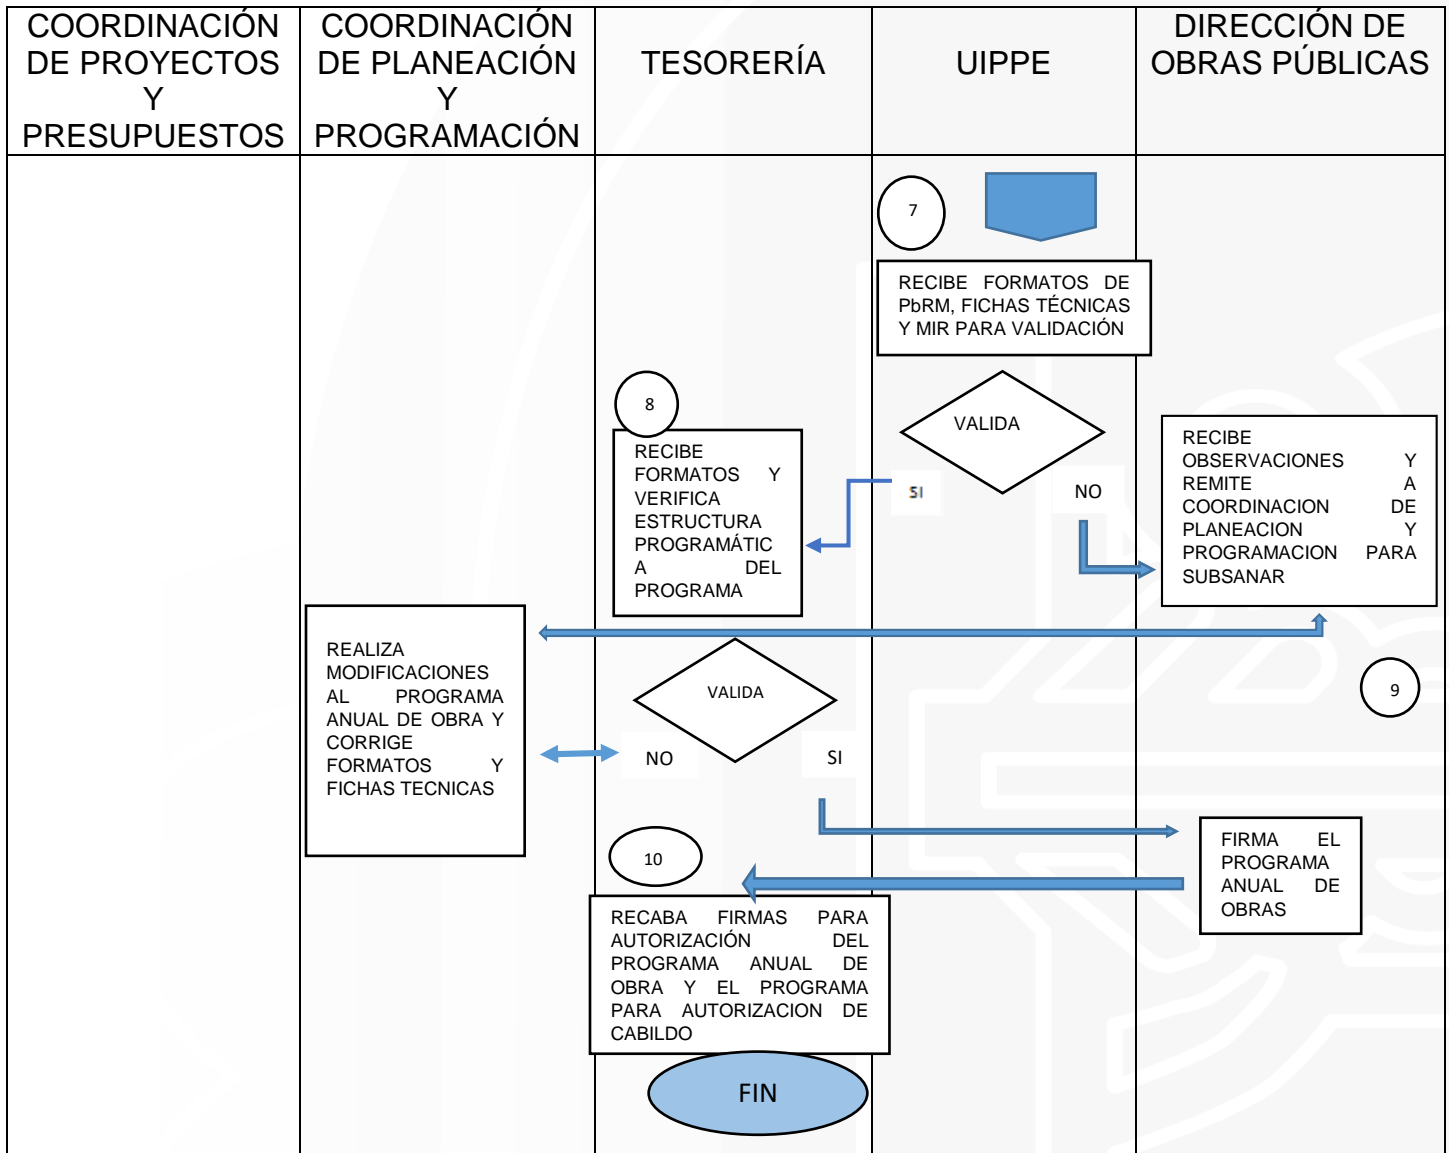 COORDINACIÓN
DE PROYECTOS
Y
PRESUPUESTOS
COORDINACIÓN
DE PLANEACIÓN
Y
PROGRAMACIÓN
TESORERÍA
UIPPE
DIRECCIÓN DE
OBRAS PÚBLICAS
7
RECIBE FORMATOS DE
PbRM, FICHAS TÉCNICAS
Y MIR PARA VALIDACIÓN
VALIDA
SI
NO
8
RECIBE
FORMATOS Y
VERIFICA
ESTRUCTURA
PROGRAMÁTIC
A DEL
PROGRAMA
RECIBE
OBSERVACIONES Y
REMITE A
COORDINACION DE
PLANEACION Y
PROGRAMACION PARA
SUBSANAR
REALIZA
MODIFICACIONES
AL PROGRAMA
ANUAL DE OBRA Y
CORRIGE
FORMATOS Y
FICHAS TECNICAS
VALIDA
NO
SI
9
FIRMA EL
PROGRAMA
ANUAL DE
OBRAS
10
RECABA FIRMAS PARA
AUTORIZACIÓN DEL
PROGRAMA ANUAL DE
OBRA Y EL PROGRAMA
PARA AUTORIZACION DE
CABILDO
FIN